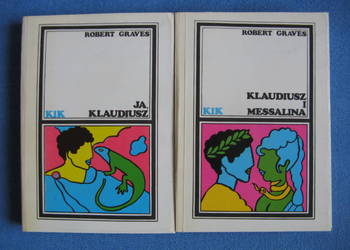 ROBERT GRAVES
JA,
KIK KLAUDIUSZ
ROBERT GRAVES
KLAUDIUSZ
I
KIK MESSALINA